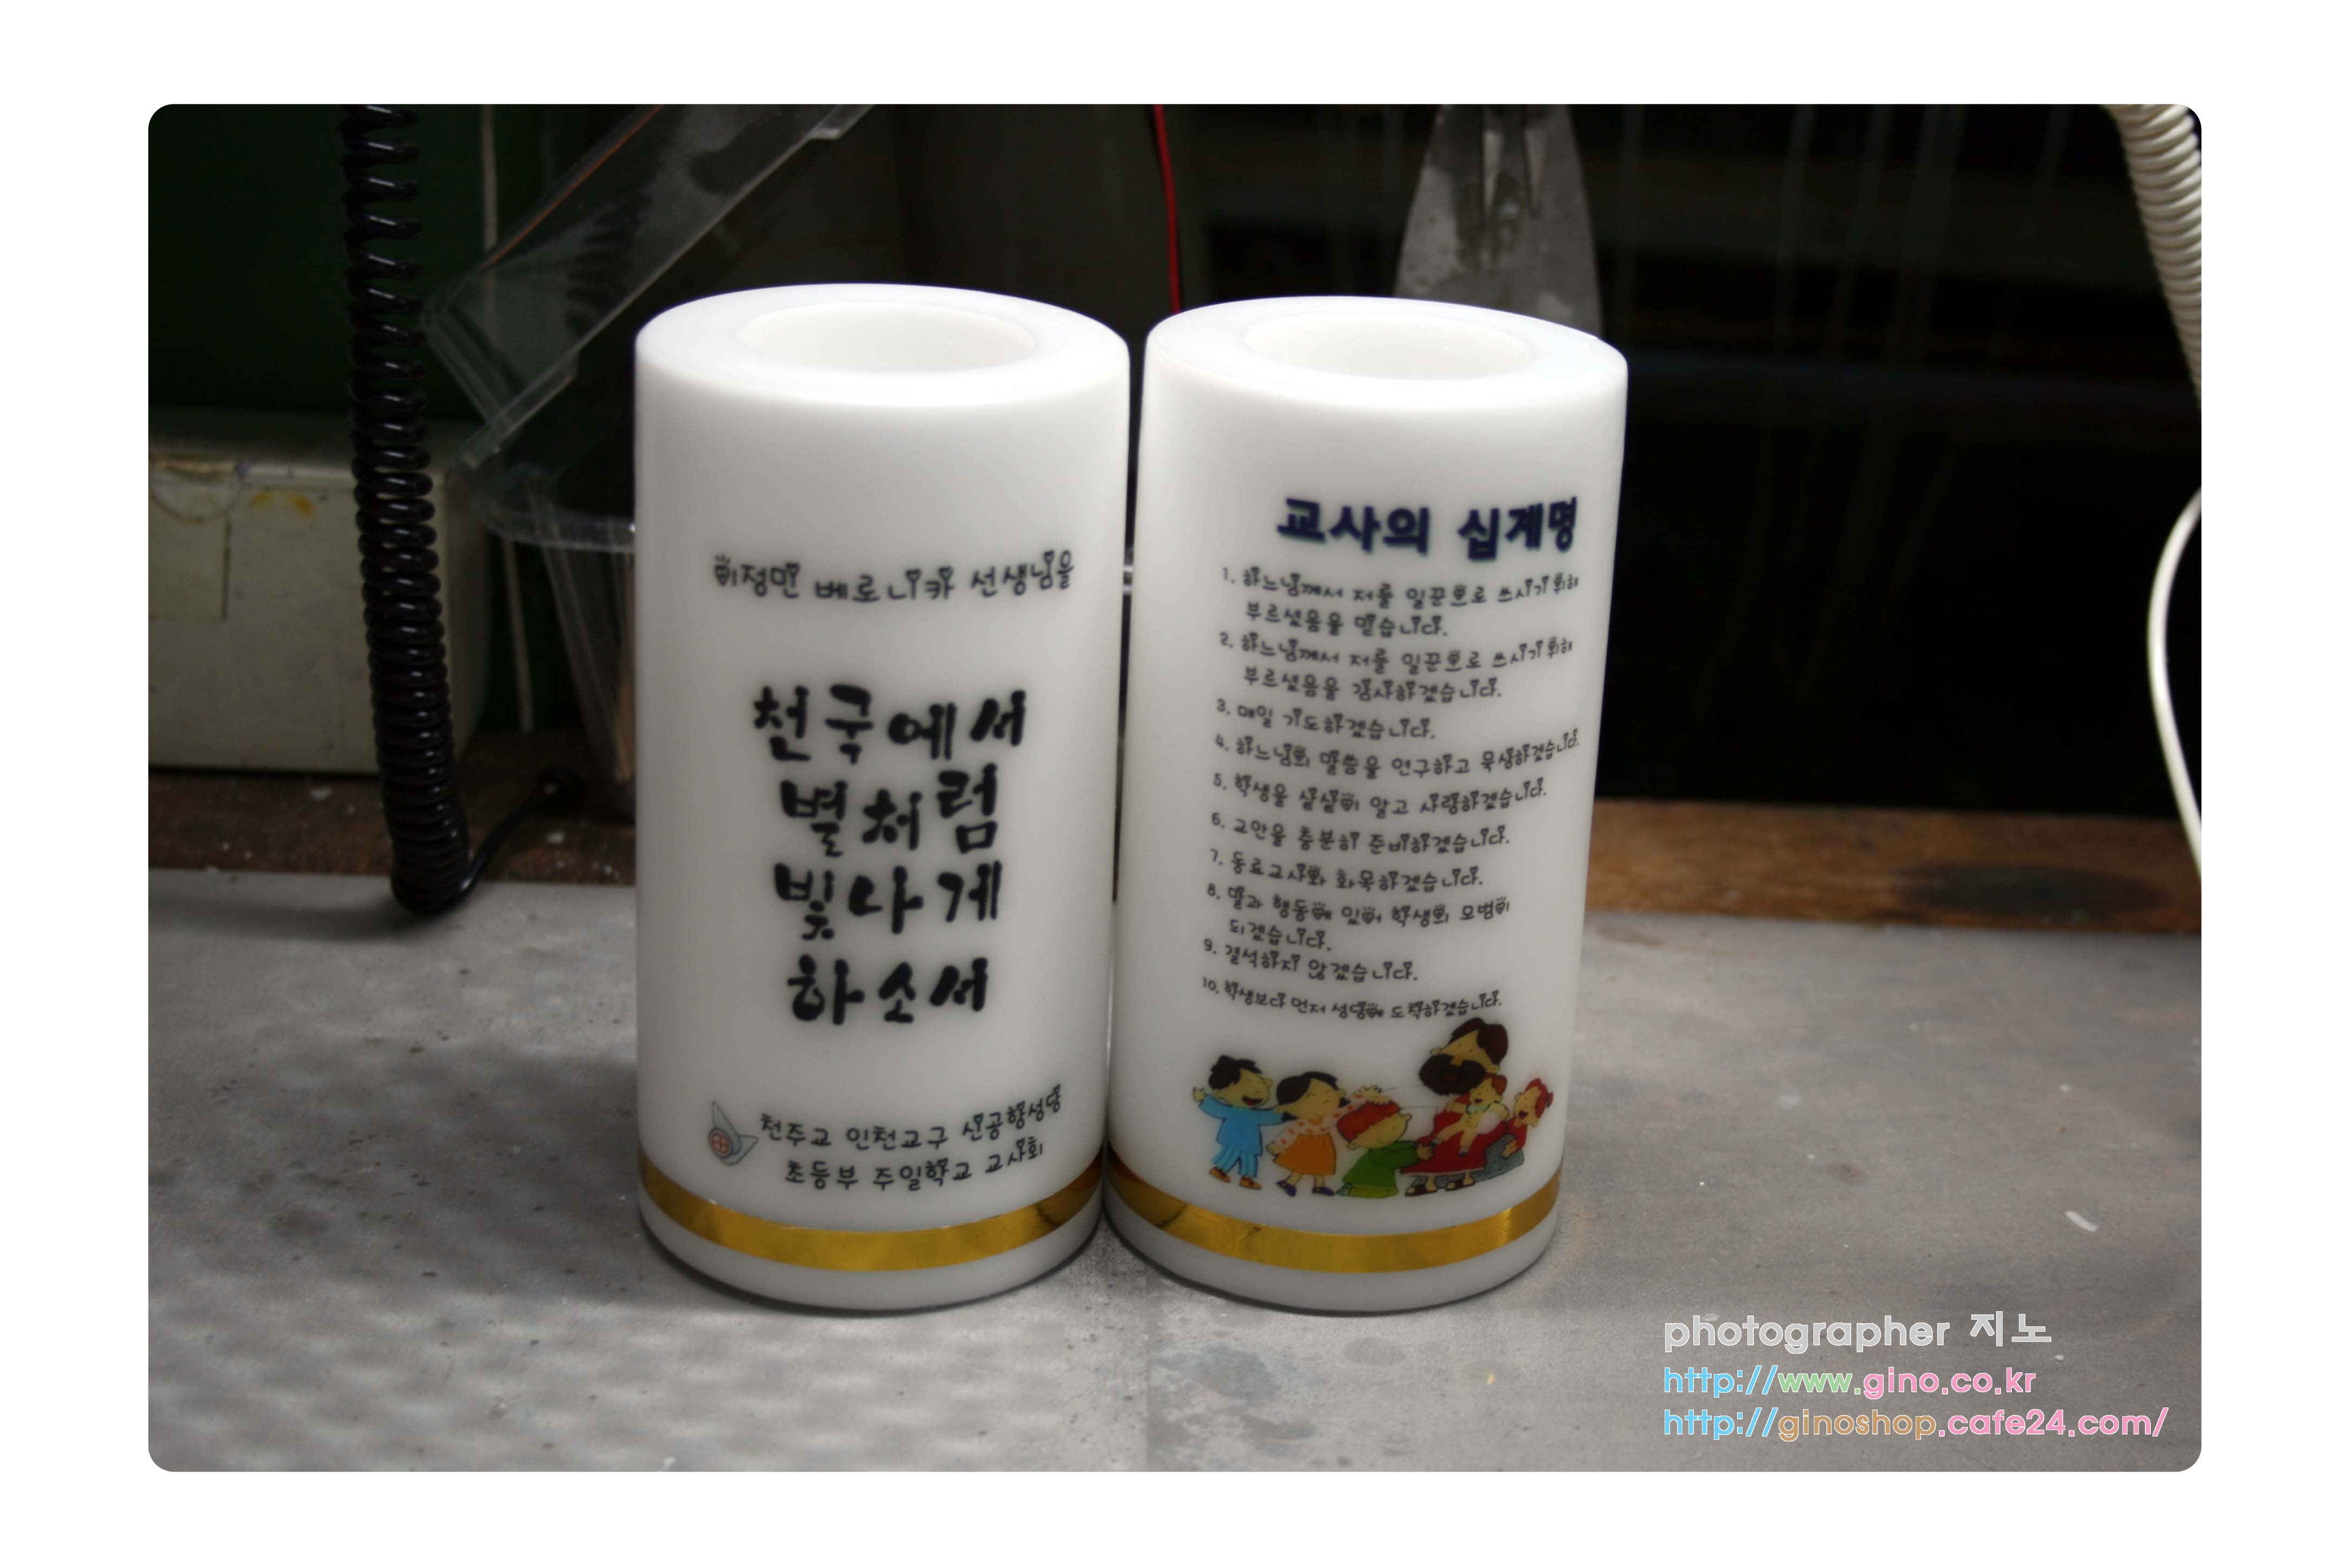 이정민 베로니카 선생님을
천국에서
별처럼
빛나게
하소서
천주교 인천교구 신공항성당
초등부 주일학교 교사회
교사의 십계명
1. 하느님께서 저를 일꾼으로 쓰시기위해
부르셨음을 믿습니다.
2. 하느님께서 저를 일꾼으로 쓰시기위해
부르셨음을 감사하겠습니다.
3. 매일 기도하겠습니다.
4. 하느님의 말씀을 연구하고 묵상하겠습니다.
5. 학생을 샅샅이 알고 사랑하겠습니다.
6. 교안을 충분히 준비하겠습니다.
7. 동료교사와 화목하겠습니다.
8. 말과 행동에 있어 학생의 모범이
되겠습니다.
9. 결석하지 않겠습니다.
10. 학생보다 먼저 성당에 도착하겠습니다.
photographer 지노
http://www.gino.co.kr
http://ginoshop.cafe24.com/